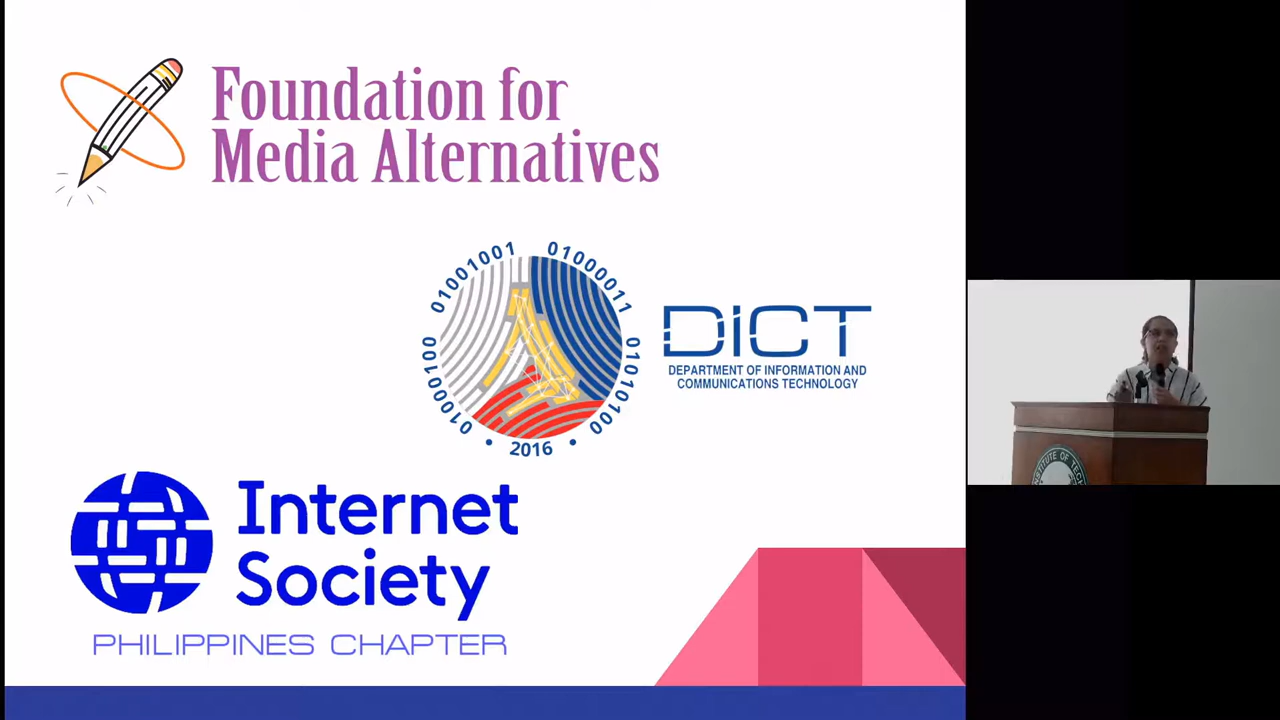 Foundation for
Media Alternatives
01001001 01000011
01000100 01010100
• 2016 •
DICT
DEPARTMENT OF INFORMATION AND
COMMUNICATIONS TECHNOLOGY
Internet
Society
PHILIPPINES CHAPTER